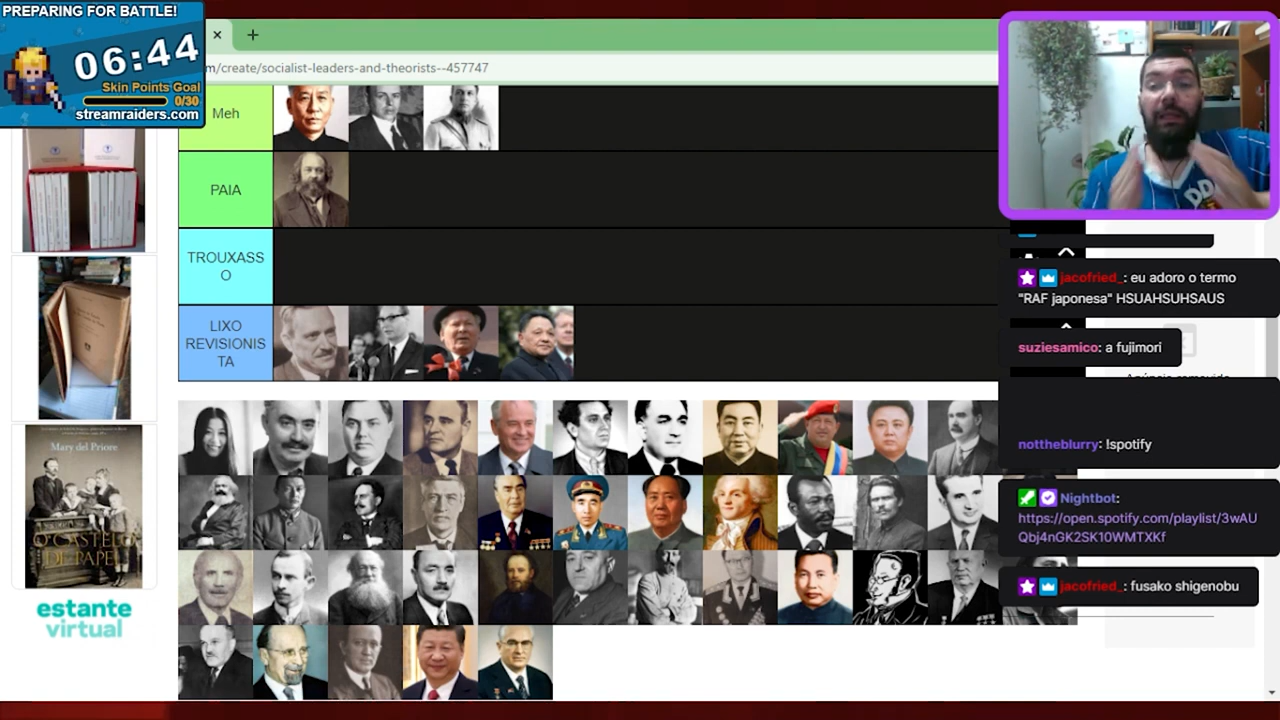 PREPARING FOR BATTLE!
06:44
Skin Points Goal
0/30
streamraiders.com
m/create/socialist-leaders-and-theorists--457747
Meh
PAIA
TROUXASS
O
LIXO
REVISIONIS
TA
Mary del Priore
O CASTELO
DE PAPEL
estante
virtual
DD
jacofried_: eu adoro o termo
"RAF japonesa" HSUAHSUHSAUS
suziesamico: a fujimori
nottheblurry: !spotify
Nightbot:
https://open.spotify.com/playlist/3wAU
Qbj4nGK2SK10WMTXKf
jacofried_: fusako shigenobu